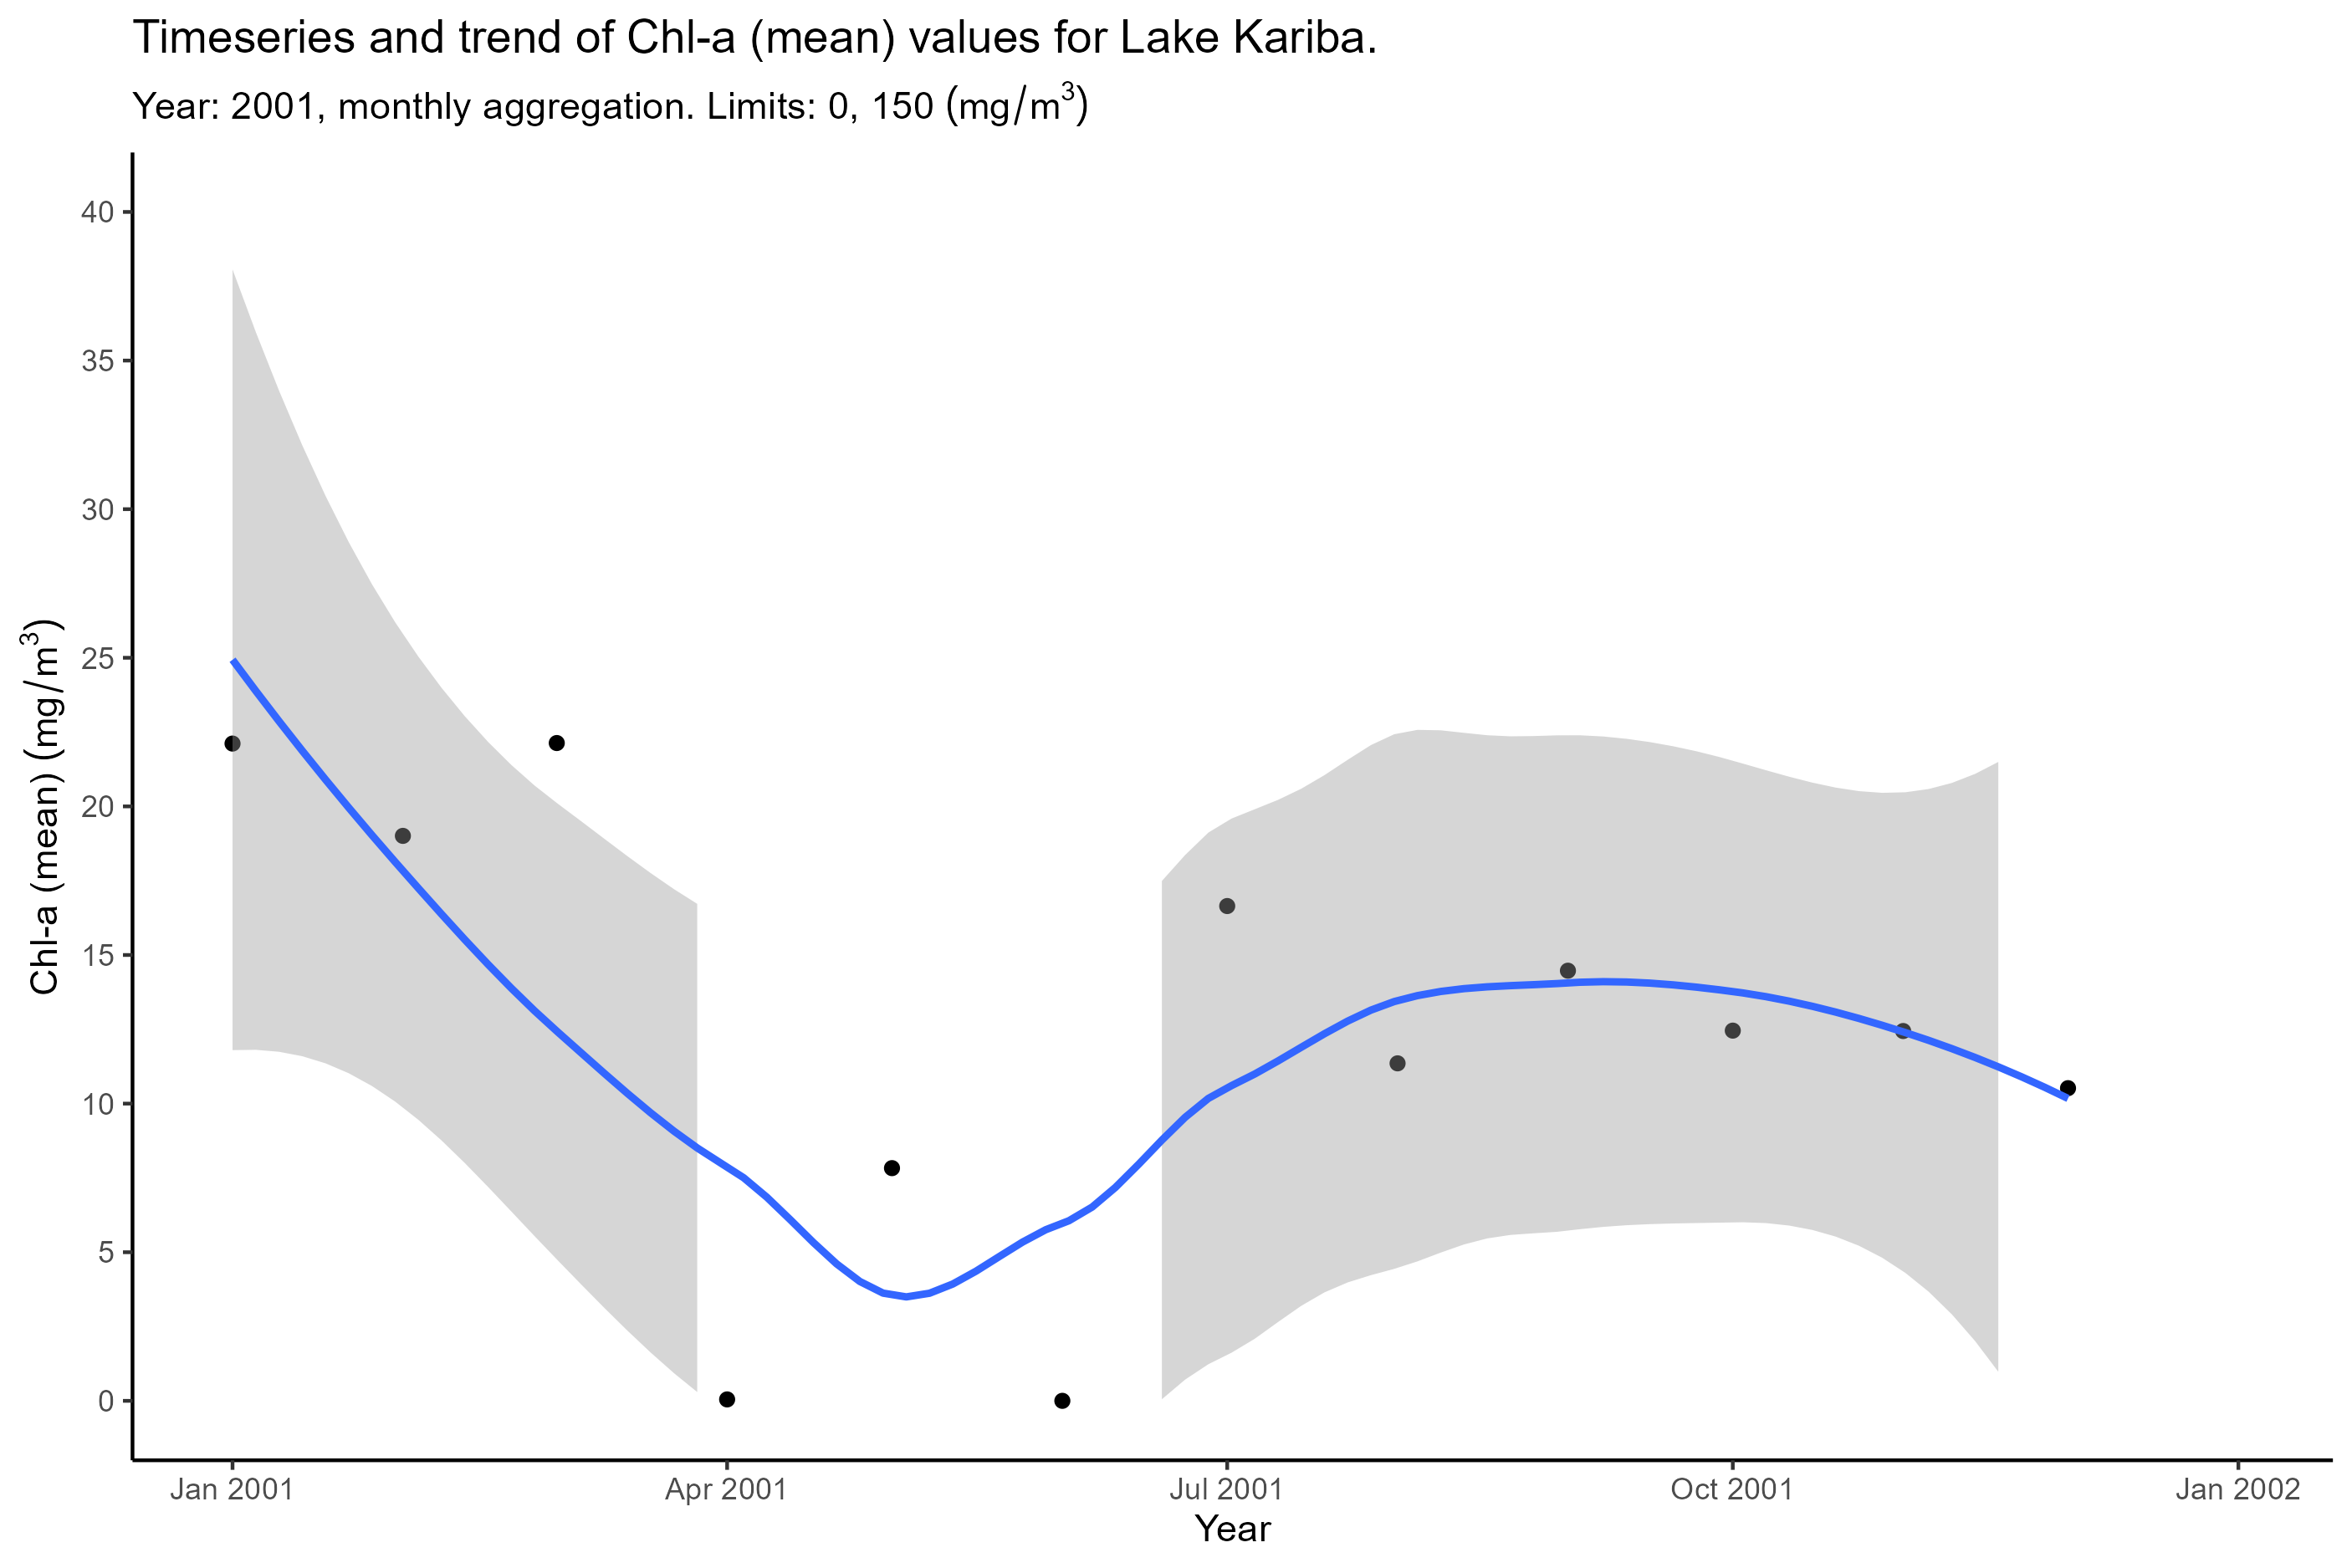 Timeseries and trend of Chl-a (mean) values for Lake Kariba.
Year: 2001, monthly aggregation. Limits: 0, 150 (mg/m³)
Chl-a (mean) (mg/m³)
40
35
30
25
20
15
10
5
0
Jan 2001 Apr 2001 Jul 2001 Oct 2001 Jan 2002
Year